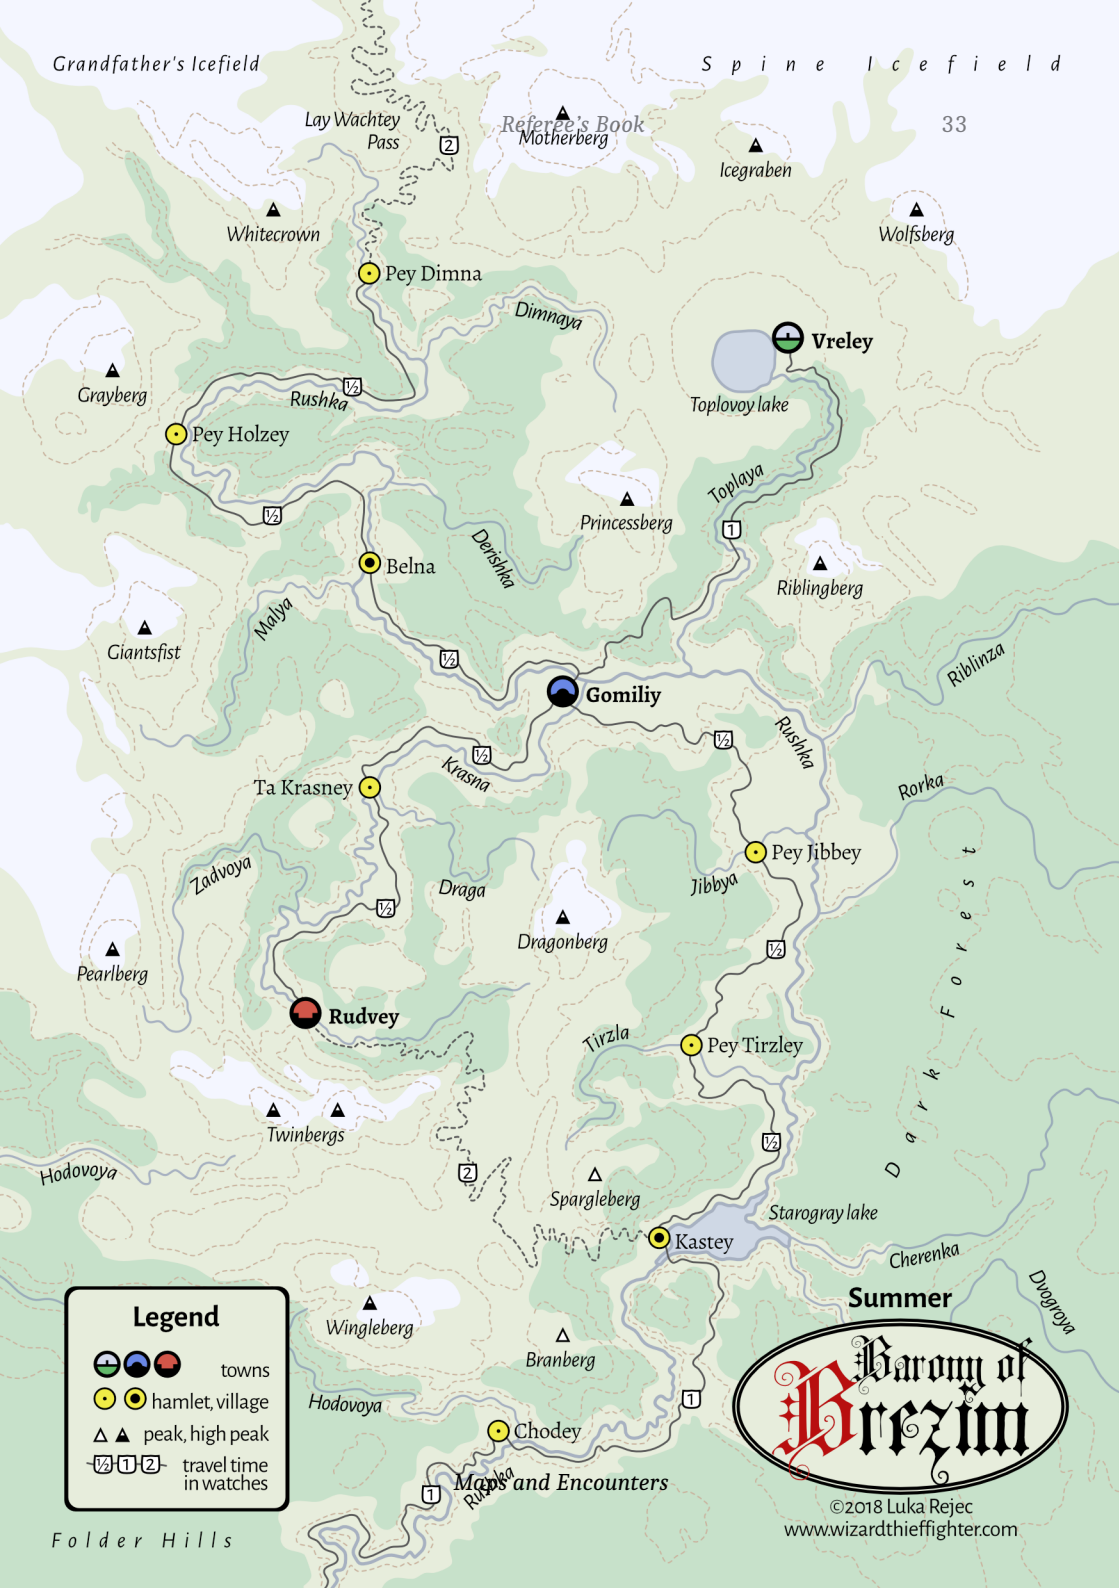 Grandfather's Icefield
Spine Icefield
Lay Wachtey
Pass
2
Referee's Book
33
Motherberg
Icegraben
Whitecrown
Wolfsberg
Pey Dimna
Dimnaya
Vreley
Grayberg
½
Rushka
Toplovoy lake
Pey Holzey
Toplaya
Princessberg
½
1
Derishka
Belna
Riblingberg
Malya
Giantsfist
½
Riblinza
Gomiliy
Rushka
½
½
Krasna
Ta Krasney
Rorka
Pey Jibbey
Zadvoya
Draga
Jibbya
½
Dragonberg
½
Pearlberg
Dark Forest
Rudvey
Tirzla
Pey Tirzley
Twinbergs
½
Hodovoya
2
Spargleberg
Starogray lake
Kastey
Cherenka
Dvogroya
Wingleberg
Branberg
Hodovoya
1
Chodey
Rushka
1
Maps and Encounters
Legend
towns
hamlet, village
peak, high peak
½ 1 2 travel time
in watches
Folder Hills
Summer
Barony of
Brezim
©2018 Luka Rejec
www.wizardthieffighter.com